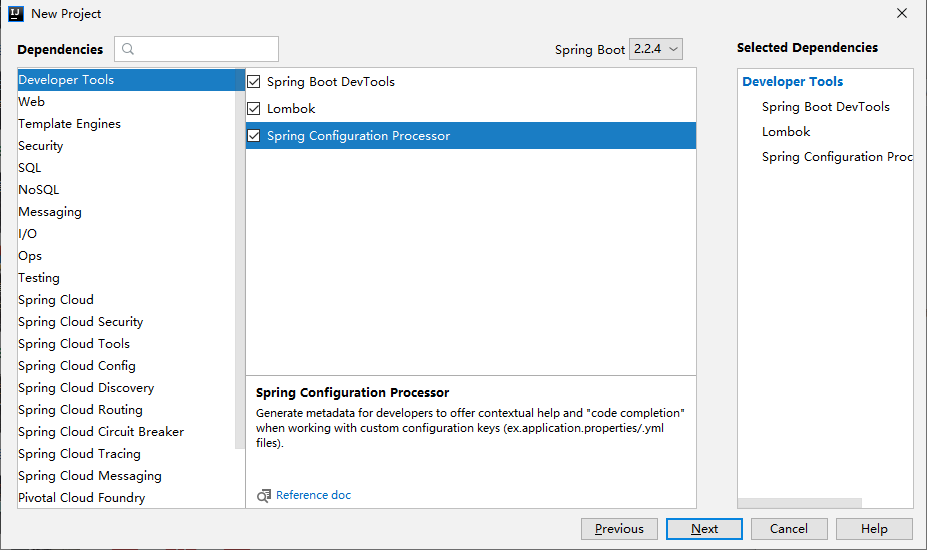 New Project
Dependencies
Spring Boot 2.2.4
Selected Dependencies
Developer Tools
Web
Template Engines
Security
SQL
NoSQL
Messaging
I/O
Ops
Testing
Spring Cloud
Spring Cloud Security
Spring Cloud Tools
Spring Cloud Config
Spring Cloud Discovery
Spring Cloud Routing
Spring Cloud Circuit Breaker
Spring Cloud Tracing
Spring Cloud Messaging
Pivotal Cloud Foundry
Spring Boot DevTools
Lombok
Spring Configuration Processor
Spring Configuration Processor
Generate metadata for developers to offer contextual help and "code completion"
when working with custom configuration keys (ex.application.properties/.yml
files).
Reference doc
Developer Tools
Spring Boot DevTools
Lombok
Spring Configuration Proc
Previous
Next
Cancel
Help